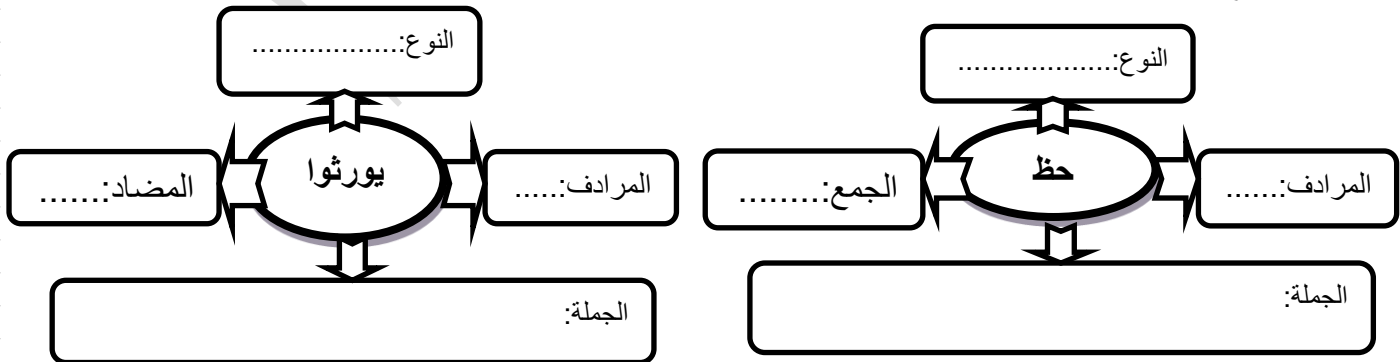 النوع:..................
النوع:...................
حظ
المرادف:......
الجمع:.........
يورثوا
المرادف:.....
المضاد:.......
الجملة:
الجملة: